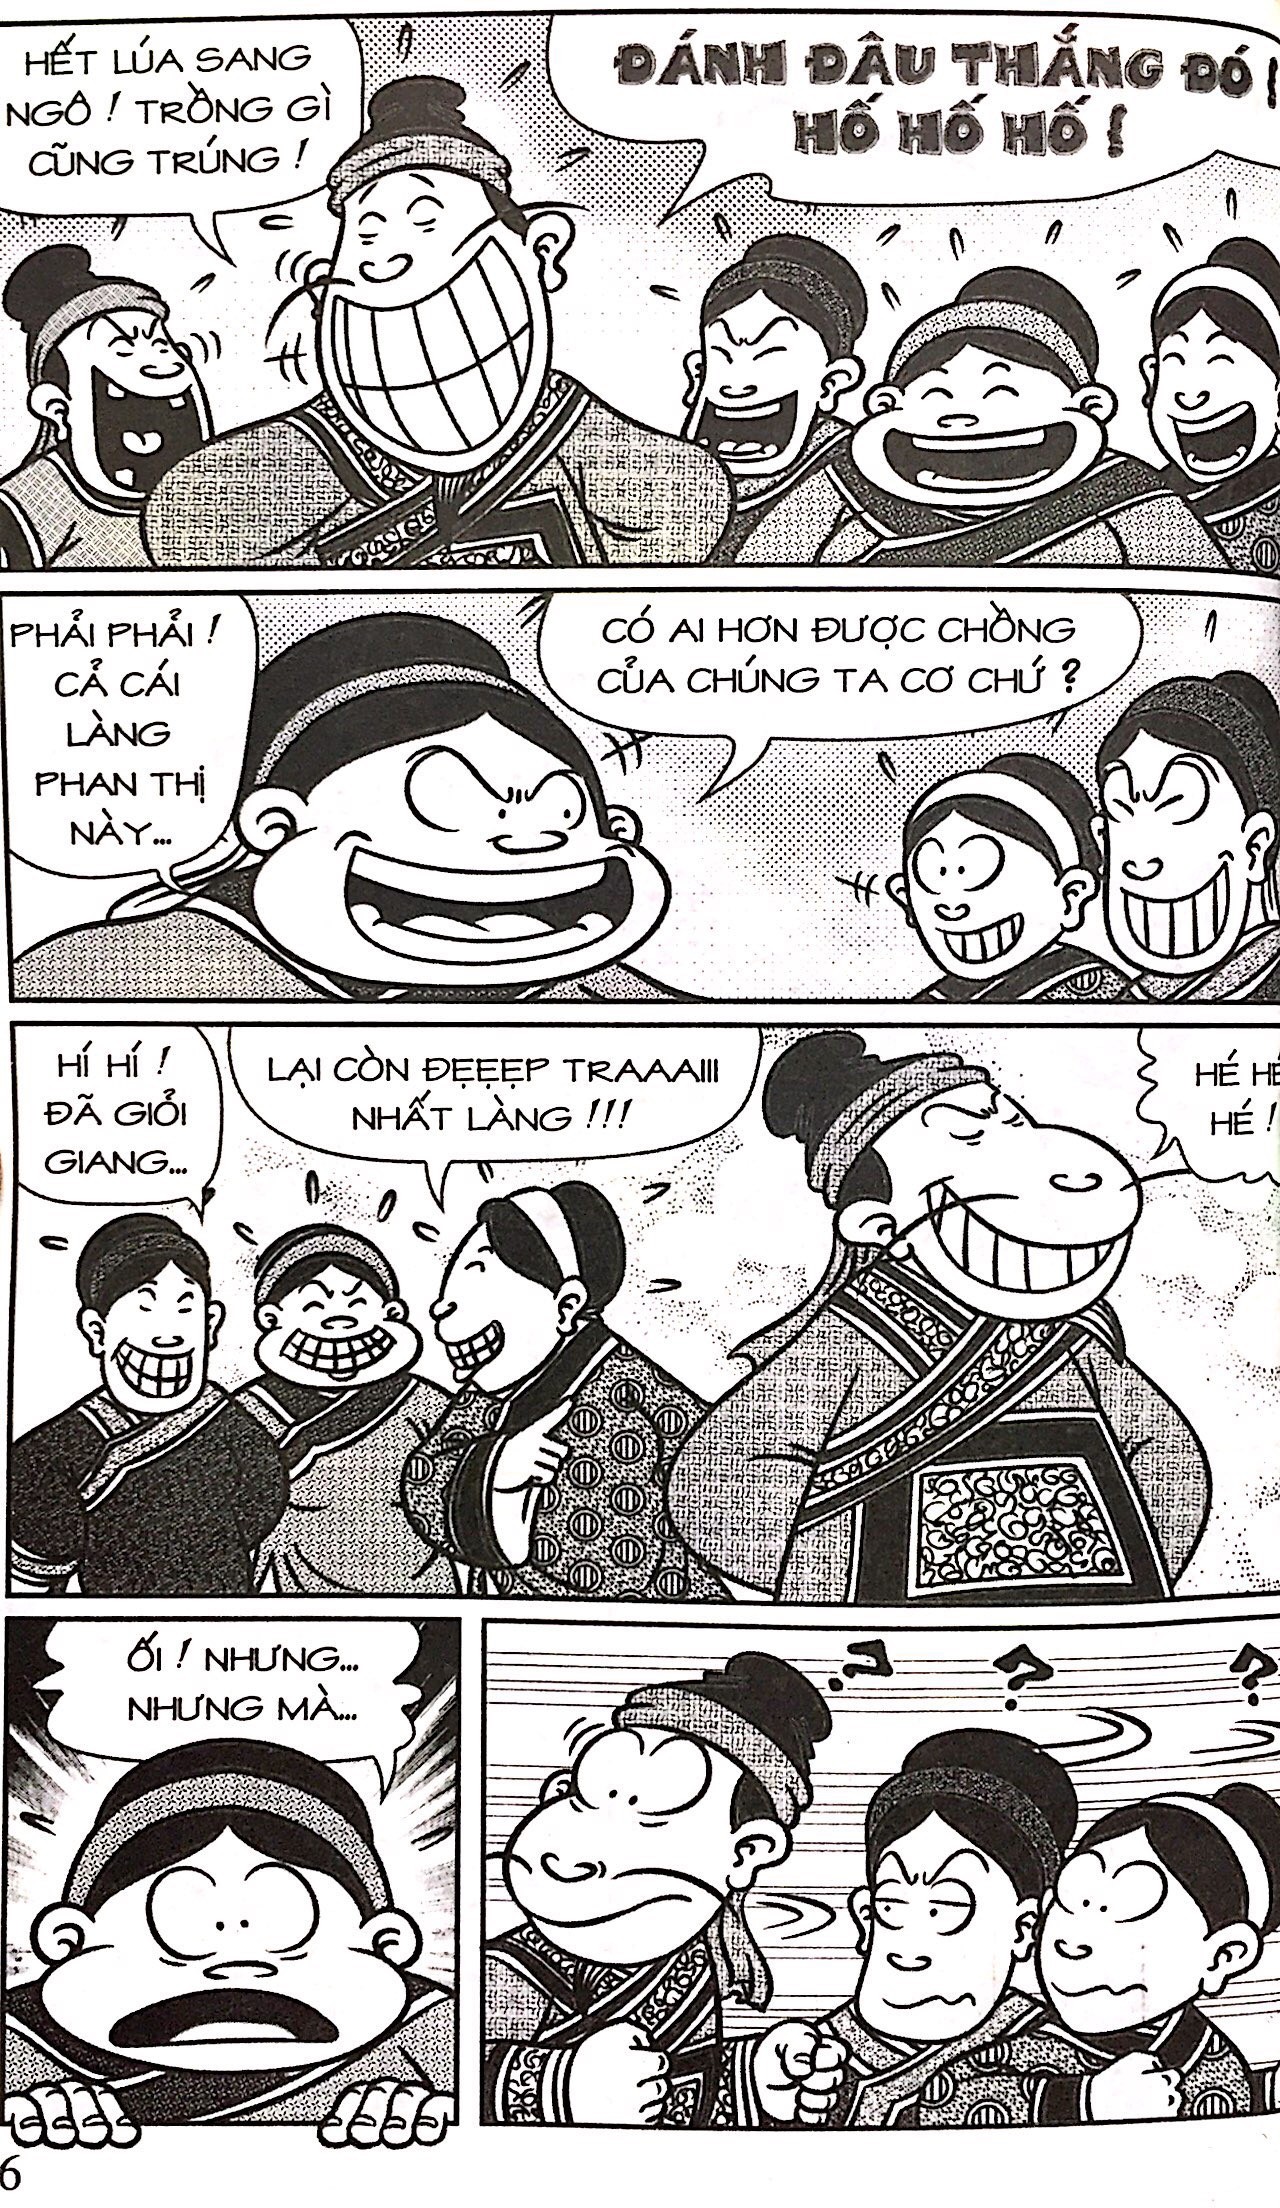 HẾT LÚA SANG
NGÔ ! TRỒNG GÌ
CŨNG TRÚNG !
ĐÁNH ĐÂU THẮNG ĐÓ !
HỐ HỐ HỐ !
PHẢI PHẢI !
CẢ CÁI
LÀNG
PHAN THỊ
NÀY...
CÓ AI HƠN ĐƯỢC CHỒNG
CỦA CHÚNG TA CƠ CHỨ ?
HÍ HÍ !
ĐÃ GIỎI
GIANG...
LẠI CÒN ĐẸẸẸP TRAAAIII
NHẤT LÀNG !!!
HÉ HÉ
HÉ !
ỐI ! NHƯNG...
NHƯNG MÀ...
? ? ?
6